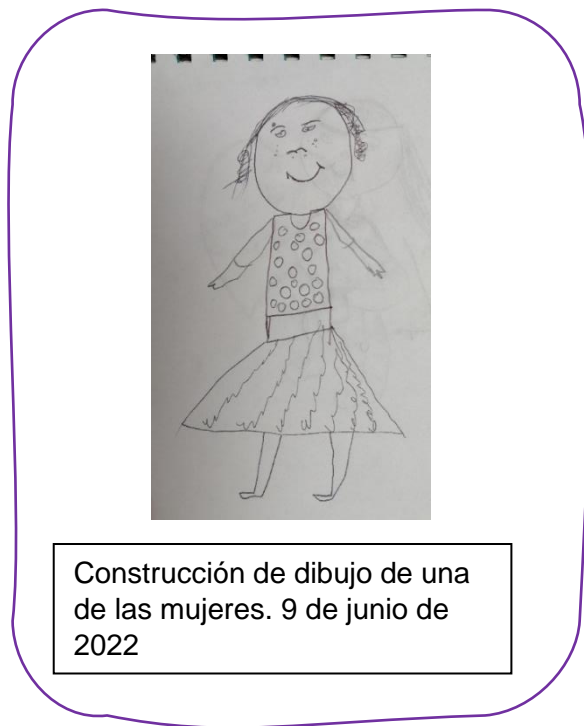 Construcción de dibujo de una
de las mujeres. 9 de junio de
2022